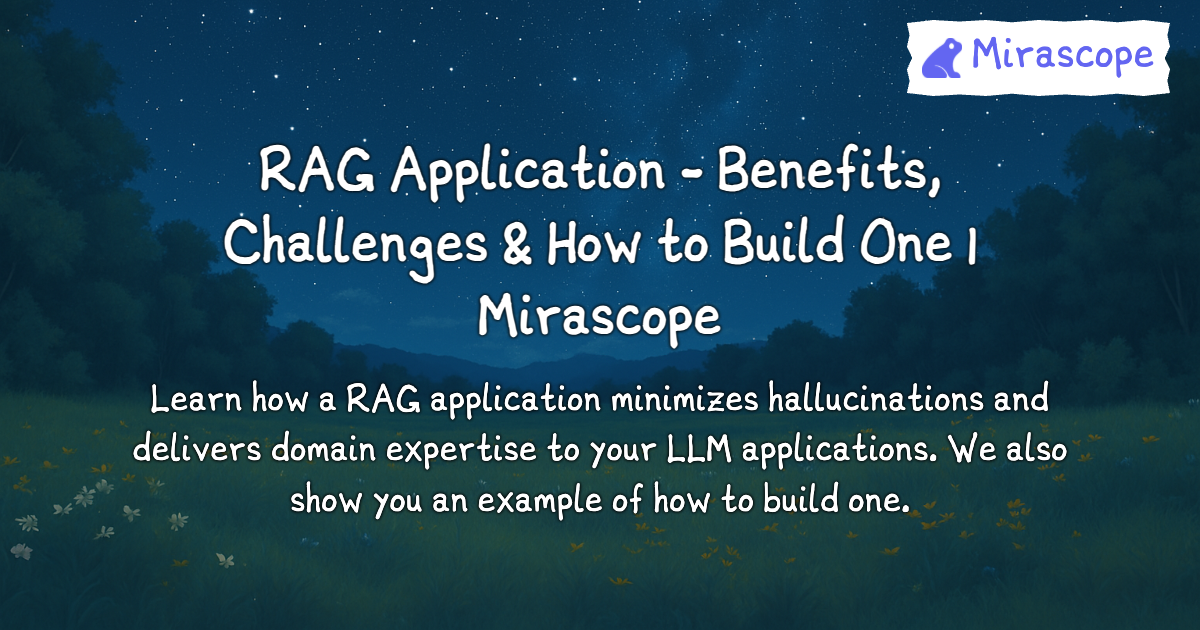 Mirascope
RAG Application - Benefits,
Challenges & How to Build One |
Mirascope
Learn how a RAG application minimizes hallucinations and
delivers domain expertise to your LLM applications. We also
show you an example of how to build one.